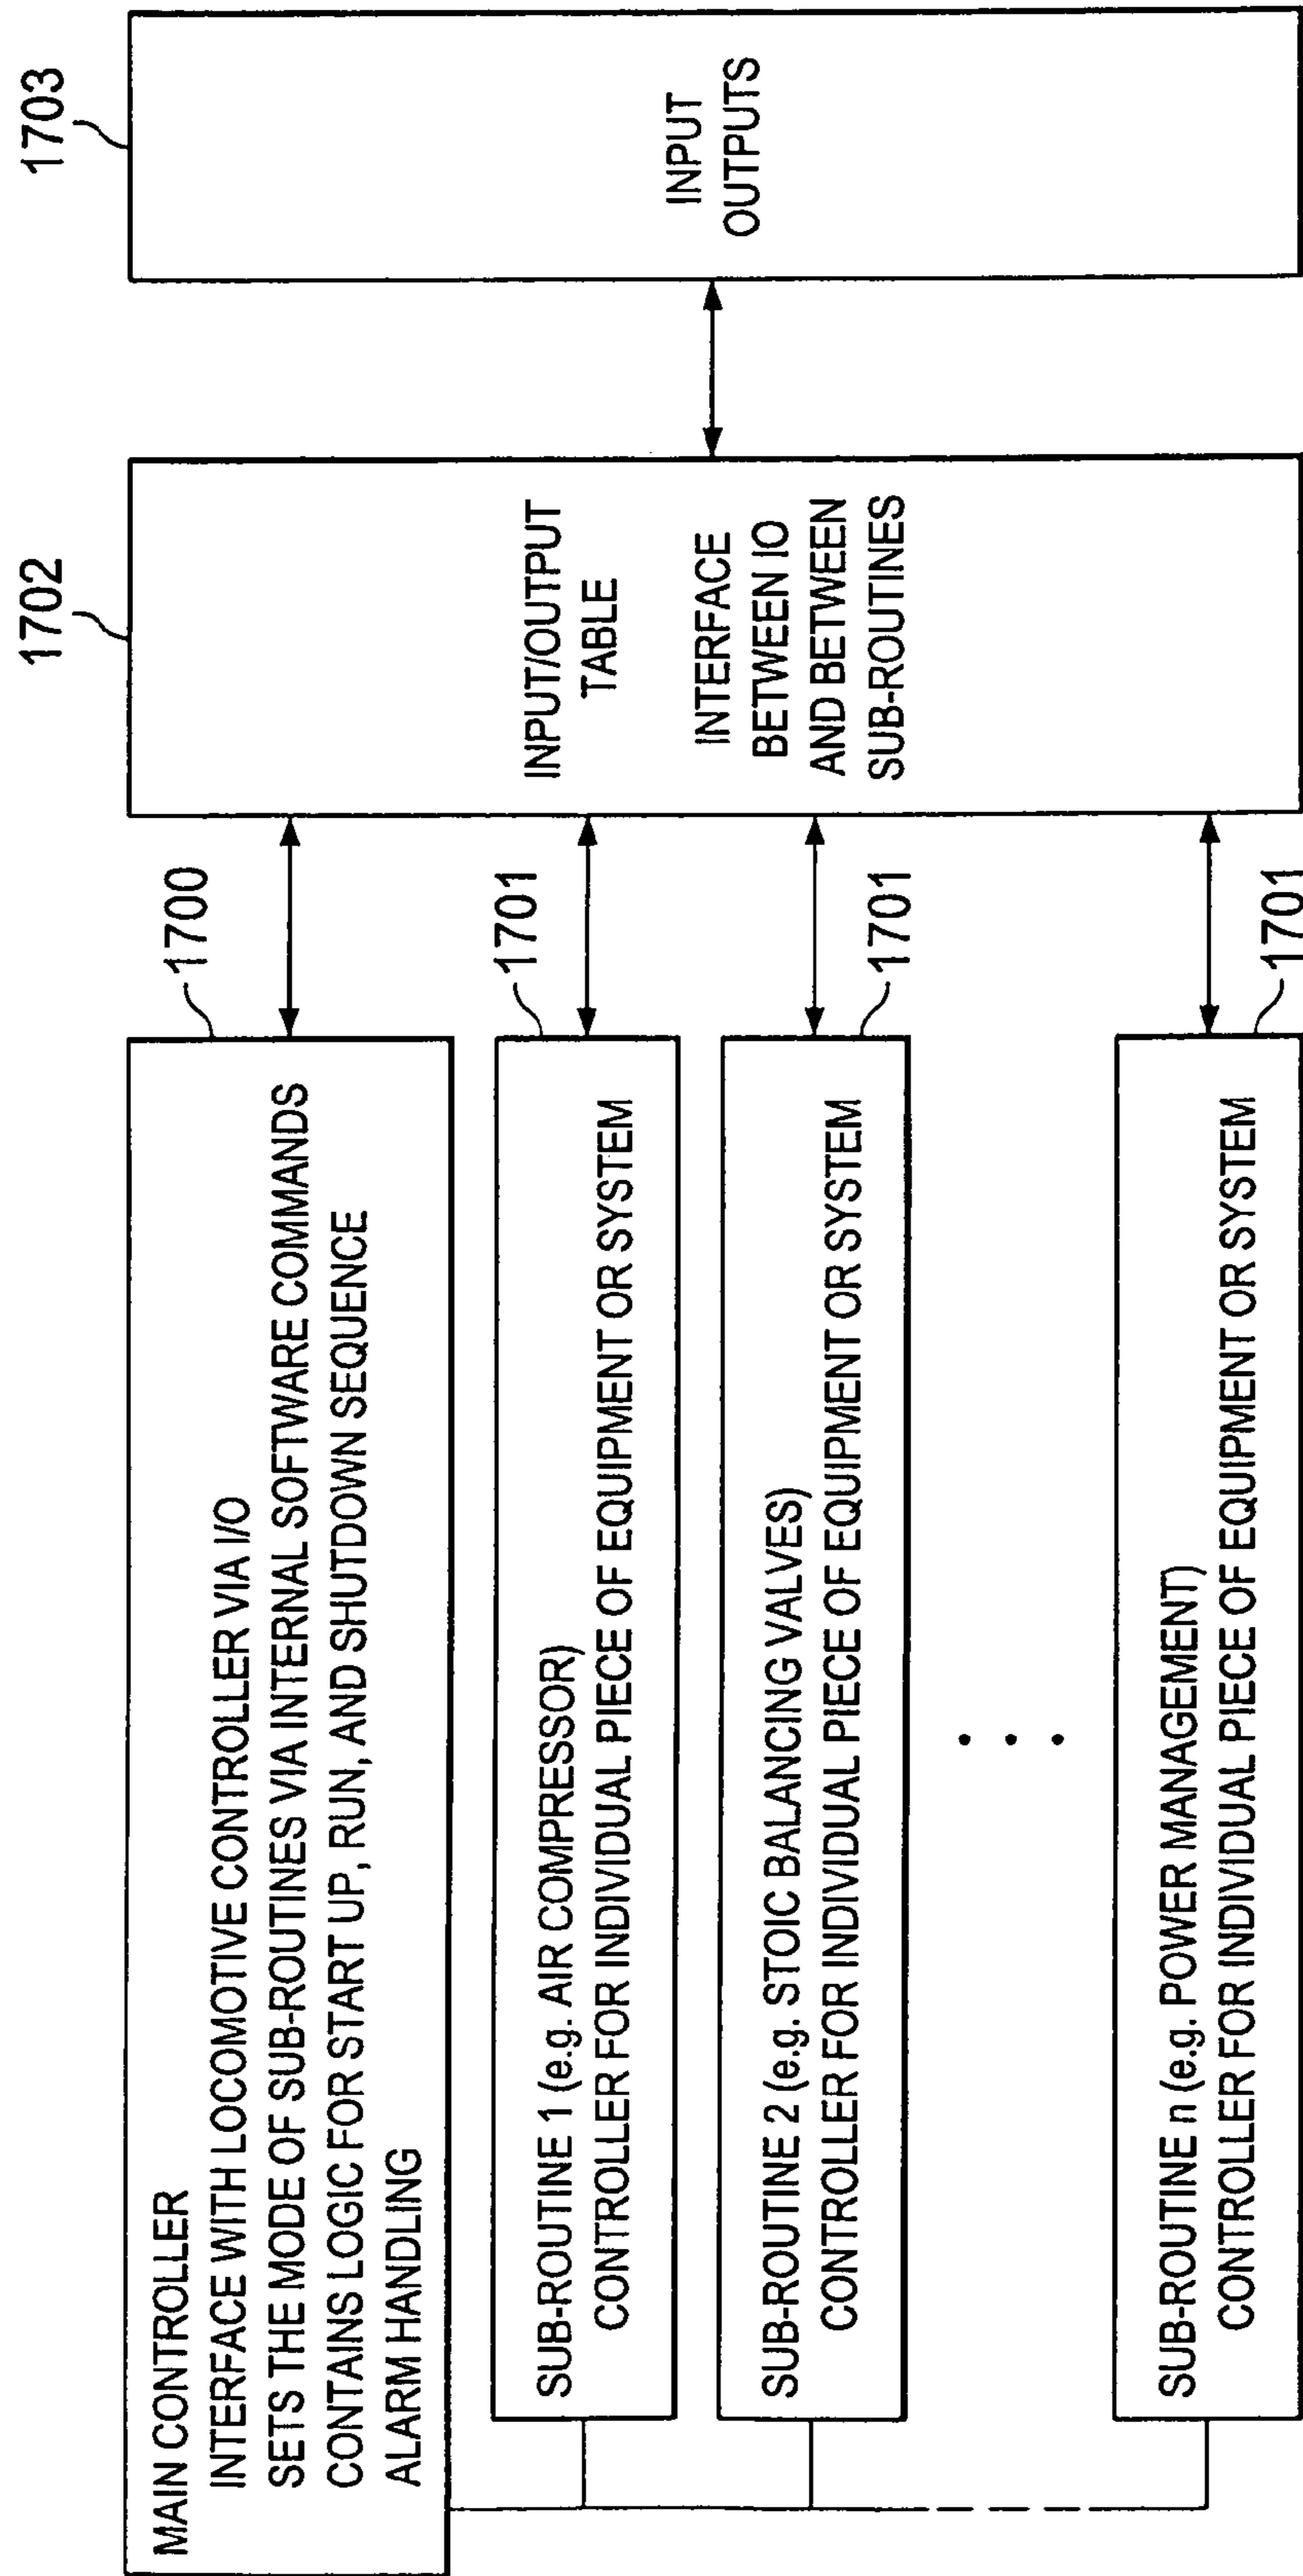 MAIN CONTROLLER
INTERFACE WITH LOCOMOTIVE CONTROLLER VIA I/O
SETS THE MODE OF SUB-ROUTINES VIA INTERNAL SOFTWARE COMMANDS
CONTAINS LOGIC FOR START UP, RUN, AND SHUTDOWN SEQUENCE
ALARM HANDLING
1700
SUB-ROUTINE 1 (e.g. AIR COMPRESSOR)
CONTROLLER FOR INDIVIDUAL PIECE OF EQUIPMENT OR SYSTEM
1701
SUB-ROUTINE 2 (e.g. STOIC BALANCING VALVES)
CONTROLLER FOR INDIVIDUAL PIECE OF EQUIPMENT OR SYSTEM
1701
. . .
SUB-ROUTINE n (e.g. POWER MANAGEMENT)
CONTROLLER FOR INDIVIDUAL PIECE OF EQUIPMENT OR SYSTEM
1701
1702
INPUT/OUTPUT
TABLE
INTERFACE
BETWEEN IO
AND BETWEEN
SUB-ROUTINES
1703
INPUT
OUTPUTS